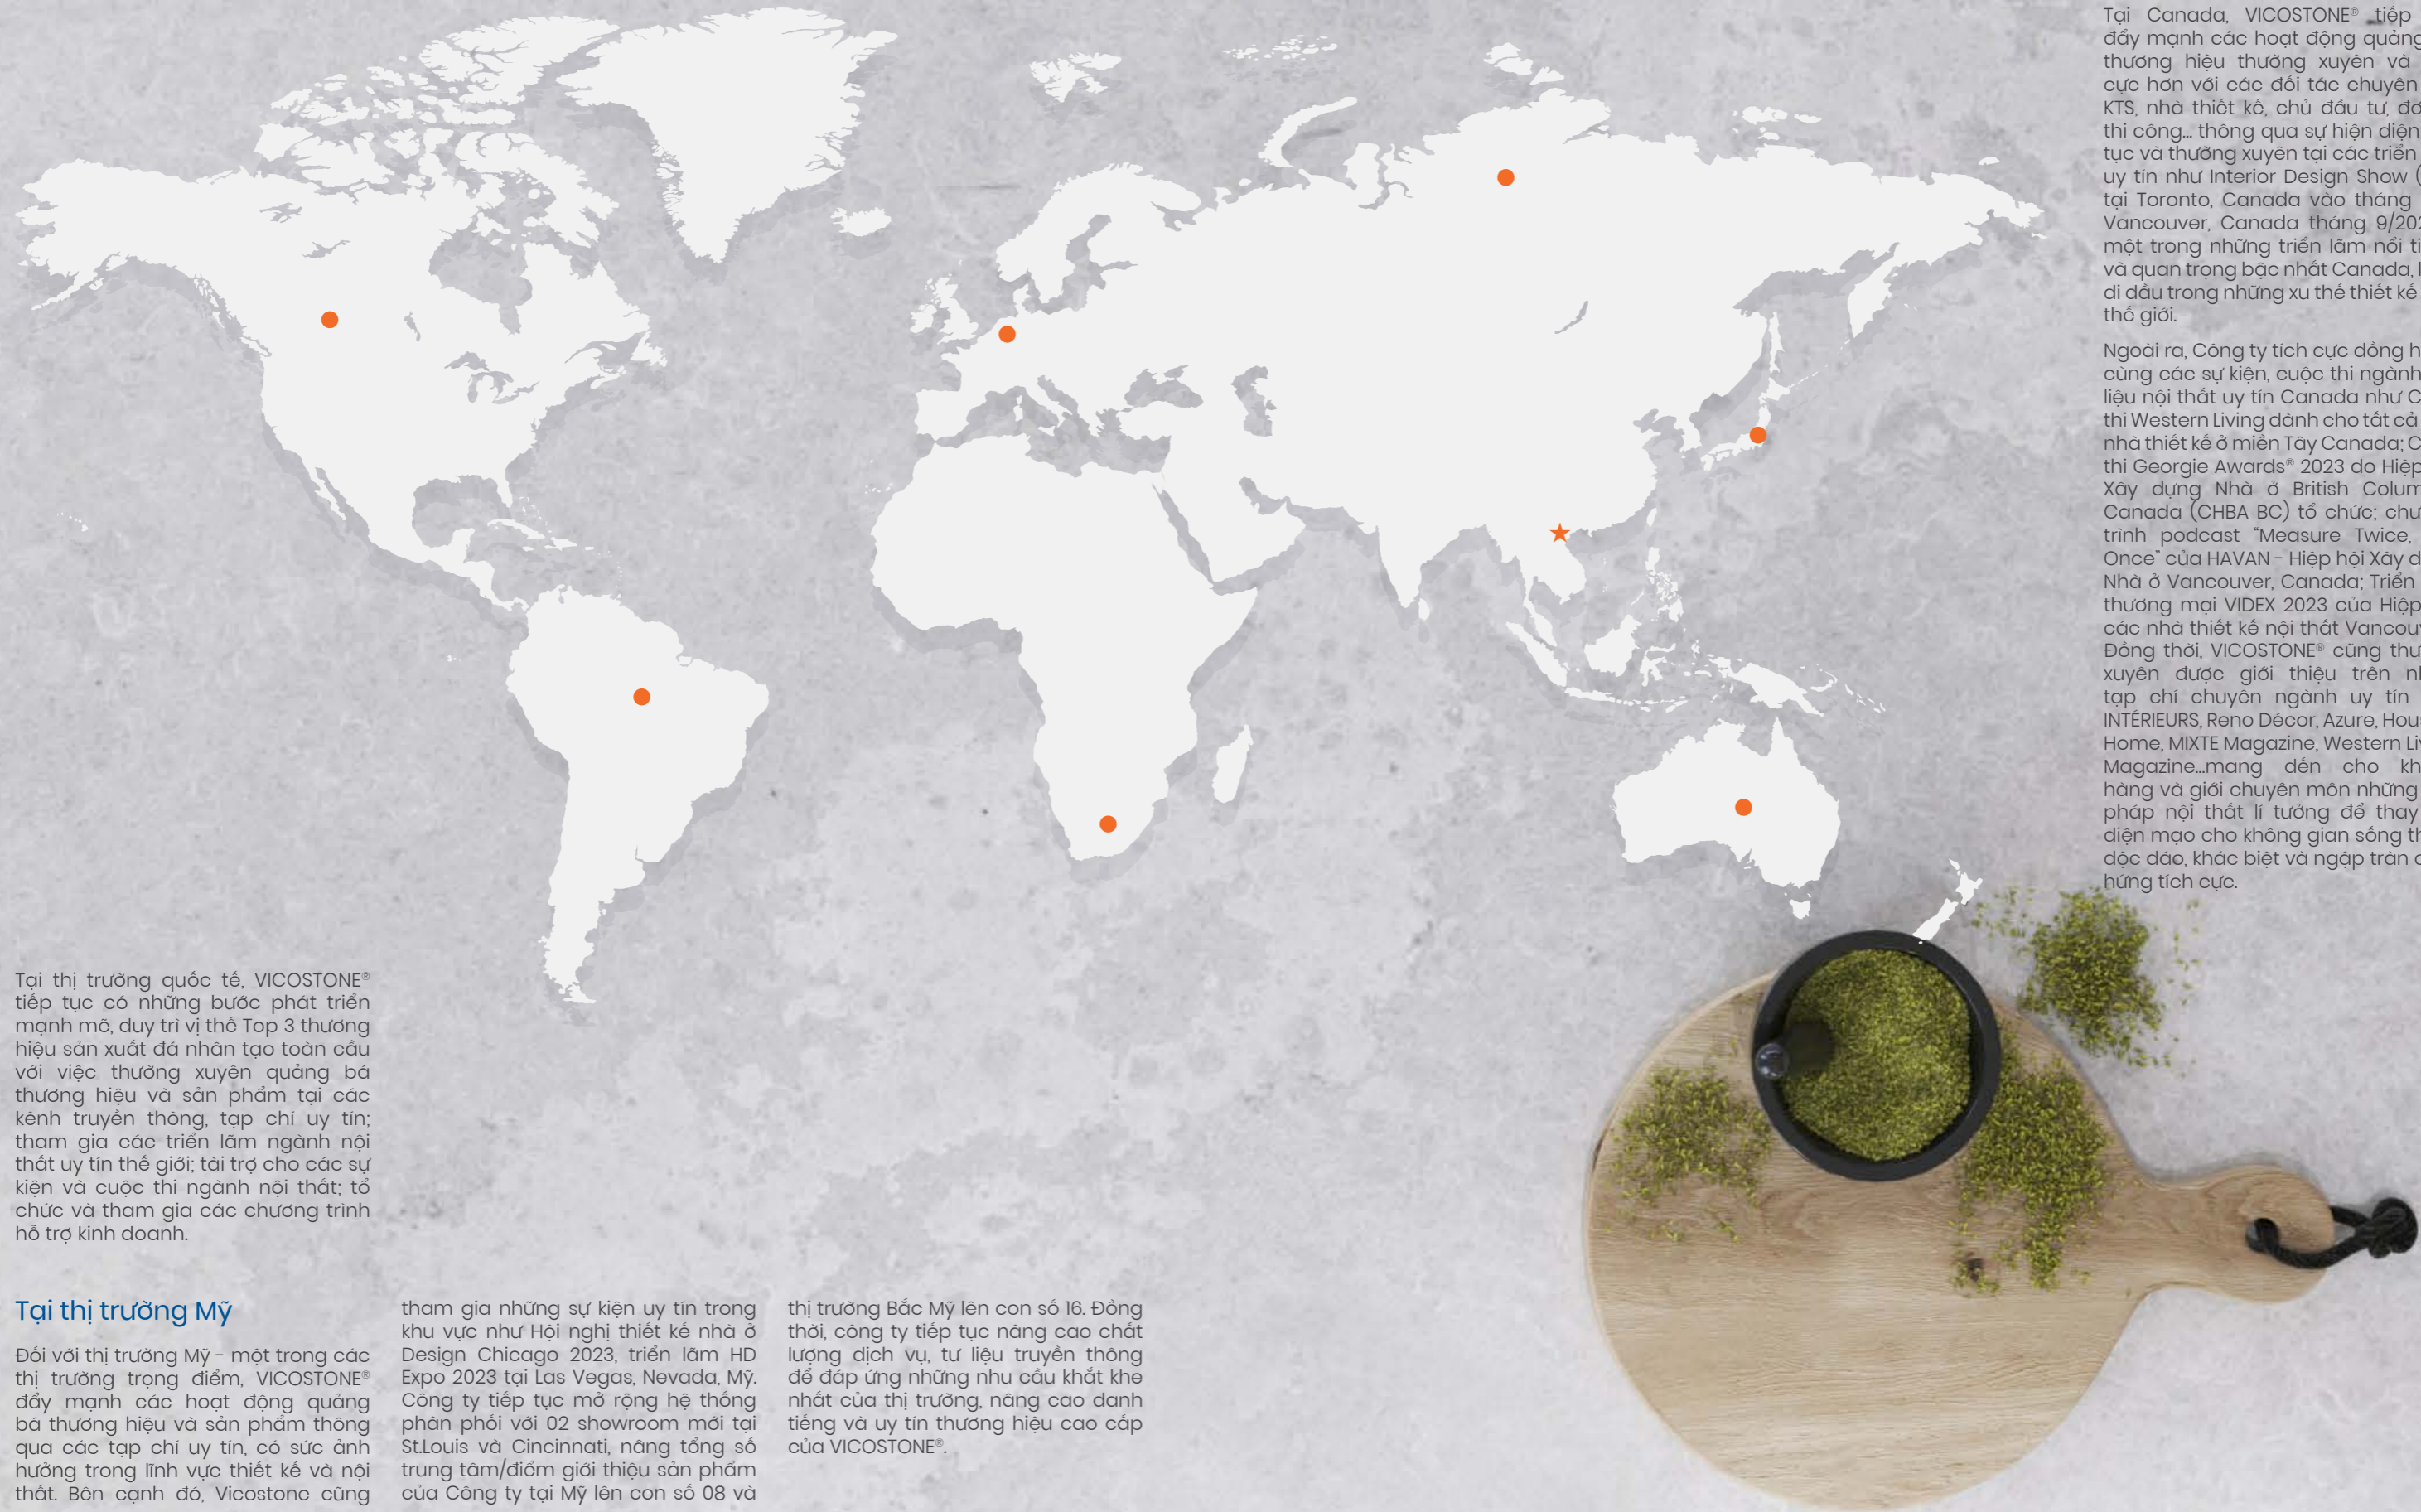 Tại thị trường quốc tế, VICOSTONE®
tiếp tục có những bước phát triển
mạnh mẽ, duy trì vị thế Top 3 thương
hiệu sản xuất đá nhân tạo toàn cầu
với việc thường xuyên quảng bá
thương hiệu và sản phẩm tại các
kênh truyền thông, tạp chí uy tín;
tham gia các triển lãm ngành nội
thất uy tín thế giới; tài trợ cho các sự
kiện và cuộc thi ngành nội thất; tổ
chức và tham gia các chương trình
hỗ trợ kinh doanh.
Tại thị trường Mỹ
Đối với thị trường Mỹ - một trong các
thị trường trọng điểm, VICOSTONE®
đẩy mạnh các hoạt động quảng
bá thương hiệu và sản phẩm thông
qua các tạp chí uy tín, có sức ảnh
hưởng trong lĩnh vực thiết kế và nội
thất. Bên cạnh đó, Vicostone cũng
tham gia những sự kiện uy tín trong
khu vực như Hội nghị thiết kế nhà ở
Design Chicago 2023, triển lãm HD
Expo 2023 tại Las Vegas, Nevada, Mỹ.
Công ty tiếp tục mở rộng hệ thống
phân phối với 02 showroom mới tại
St.Louis và Cincinnati, nâng tổng số
trung tâm/điểm giới thiệu sản phẩm
của Công ty tại Mỹ lên con số 08 và
thị trường Bắc Mỹ lên con số 16. Đồng
thời, công ty tiếp tục nâng cao chất
lượng dịch vụ, tư liệu truyền thông
để đáp ứng những nhu cầu khắt khe
nhất của thị trường, nâng cao danh
tiếng và uy tín thương hiệu cao cấp
của VICOSTONE®.
Tại Canada, VICOSTONE® tiếp
đẩy mạnh các hoạt động quảng
thương hiệu thường xuyên và
cực hơn với các đối tác chuyên
KTS, nhà thiết kế, chủ đầu tư,
thi công... thông qua sự hiện diện
tục và thường xuyên tại các triển
uy tín như Interior Design Show
tại Toronto, Canada vào tháng
Vancouver, Canada tháng
một trong những triển lãm nổi
và quan trọng bậc nhất Canada,
đi đầu trong những xu thế thiết kế
thế giới.
Ngoài ra, Công ty tích cực đồng
cùng các sự kiện, cuộc thi ngành
liệu nội thất uy tín Canada như
thi Western Living dành cho tất cả
nhà thiết kế ở miền Tây Canada;
thi Georgie Awards® 2023 do Hiệp
Xây dựng Nhà ở British
Canada (CHBA BC) tổ chức;
trình podcast “Measure Twice,
Once” của HAVAN - Hiệp hội Xây
Nhà ở Vancouver, Canada; Triển
thương mại VIDEX 2023 của Hiệp
các nhà thiết kế nội thất
Đồng thời, VICOSTONE® cũng
xuyên được giới thiệu trên
tạp chí chuyên ngành uy tín
INTÉRIEURS, Reno Décor, Azure,
Home, MIXTE Magazine, Western
Magazine...mang đến cho
hàng và giới chuyên môn những
pháp nội thất lí tưởng để thay
diện mạo cho không gian sống
độc đáo, khác biệt và ngập tràn
hứng tích cực.